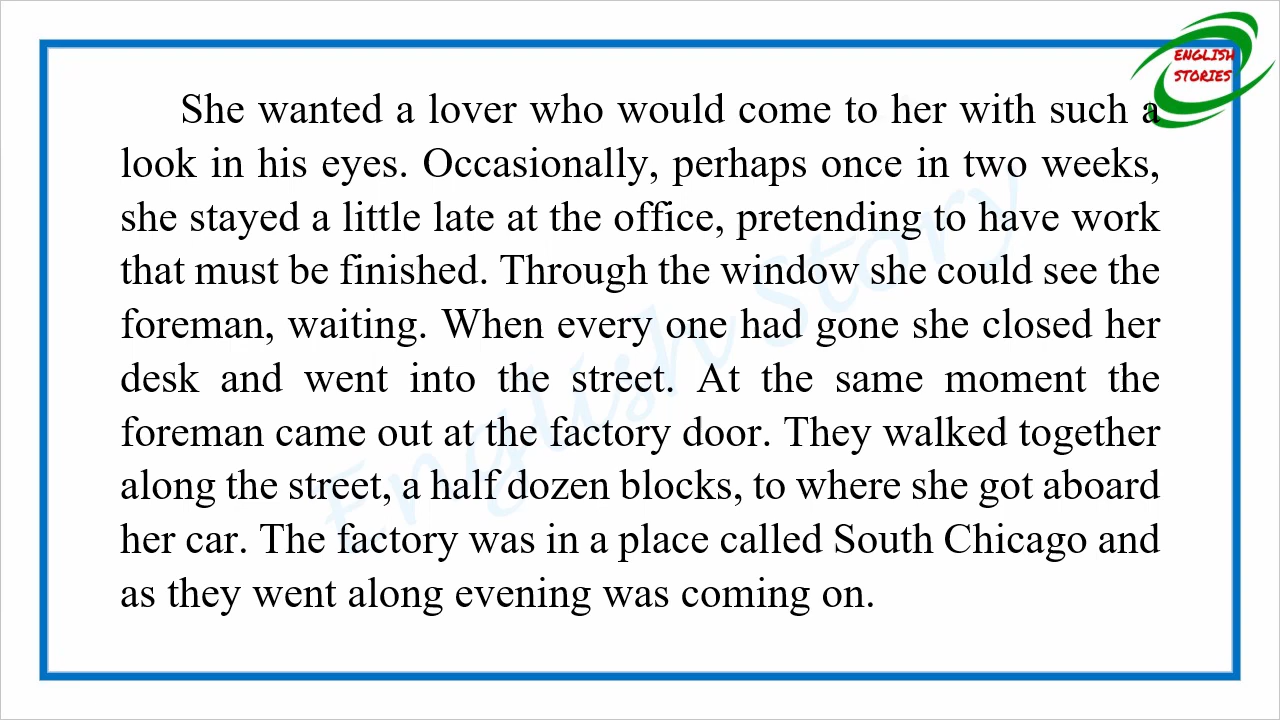 ENGLISH
STORIES
She wanted a lover who would come to her with such a
look in his eyes. Occasionally, perhaps once in two weeks,
she stayed a little late at the office, pretending to have work
that must be finished. Through the window she could see the
foreman, waiting. When every one had gone she closed her
desk and went into the street. At the same moment the
foreman came out at the factory door. They walked together
along the street, a half dozen blocks, to where she got aboard
her car. The factory was in a place called South Chicago and
as they went along evening was coming on.
English Story